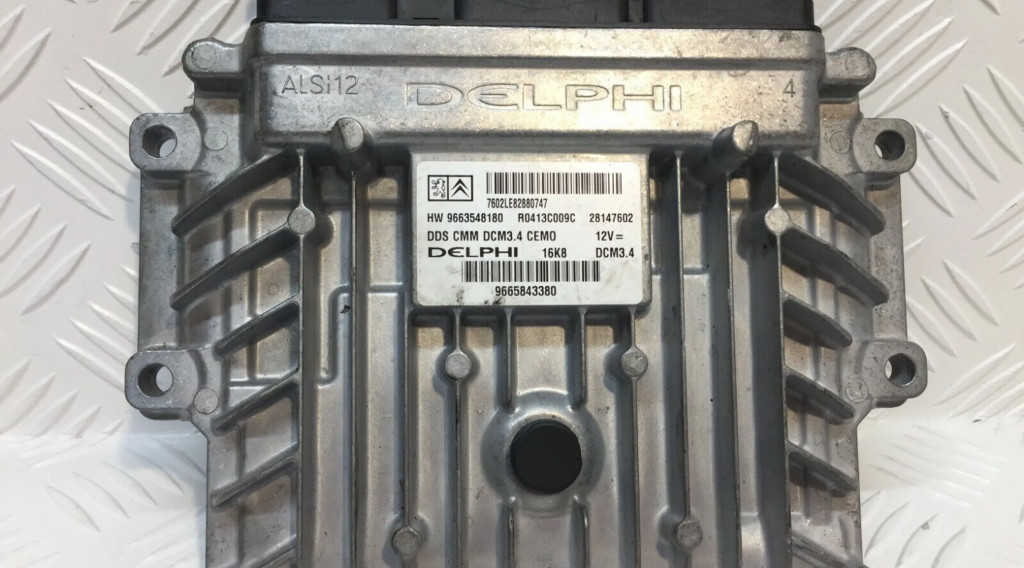 ALSi12 DELPHI 4
7602LE82880747
HW 9663548180 R0413C009C 28147602
DDS CMM DCM3.4 CEMO 12V=
DELPHI 16K8 DCM3.4
9665843380